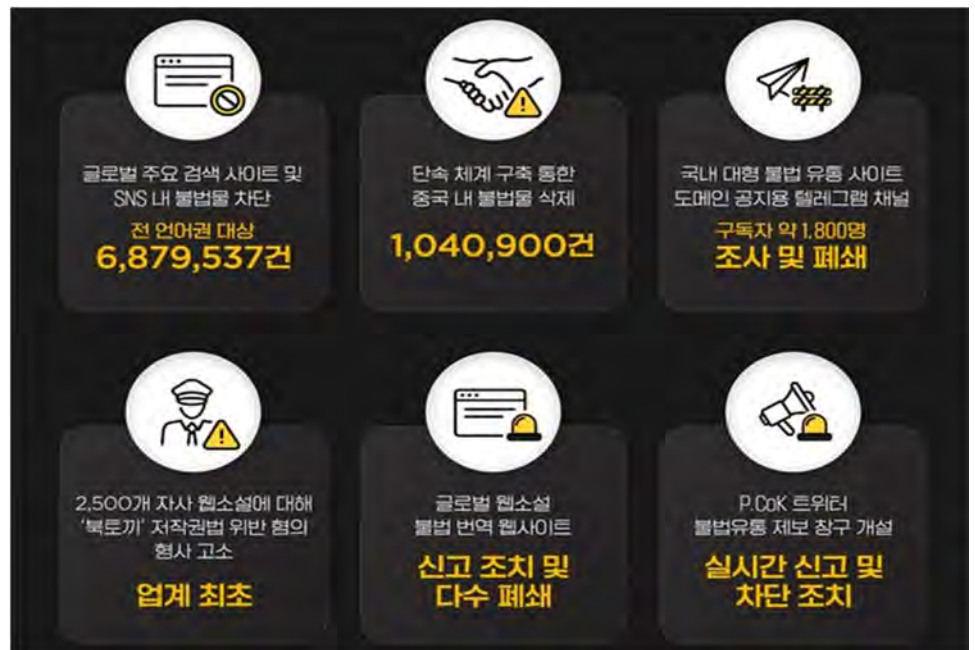 글로벌 주요 검색 사이트 및
SNS 내 불법물 차단
전 언어권 대상
6,879,537건
단속 체계 구축 통한
중국 내 불법물 삭제
1,040,900건
국내 대형 불법 유통 사이트
도메인 공지용 텔레그램 채널
구독자 약 1,800명
조사 및 폐쇄
2,500개 자사 웹소설에 대해
'북토끼' 저작권법 위반 혐의
형사 고소
업계 최초
글로벌 웹소설
불법 번역 웹사이트
신고 조치 및
다수 폐쇄
P.CoK 트위터
불법유통 제보 창구 개설
실시간 신고 및
차단 조치